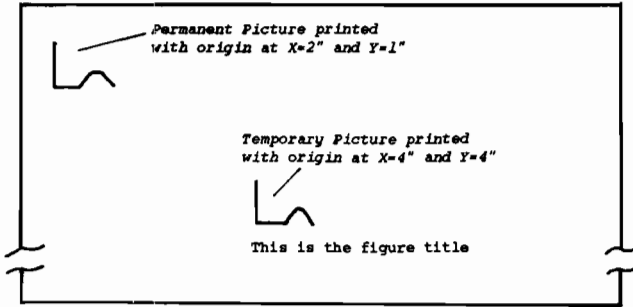 Permanent Picture printed
with origin at X=2" and Y=1"
Temporary Picture printed
with origin at X=4" and Y=4"
This is the figure title